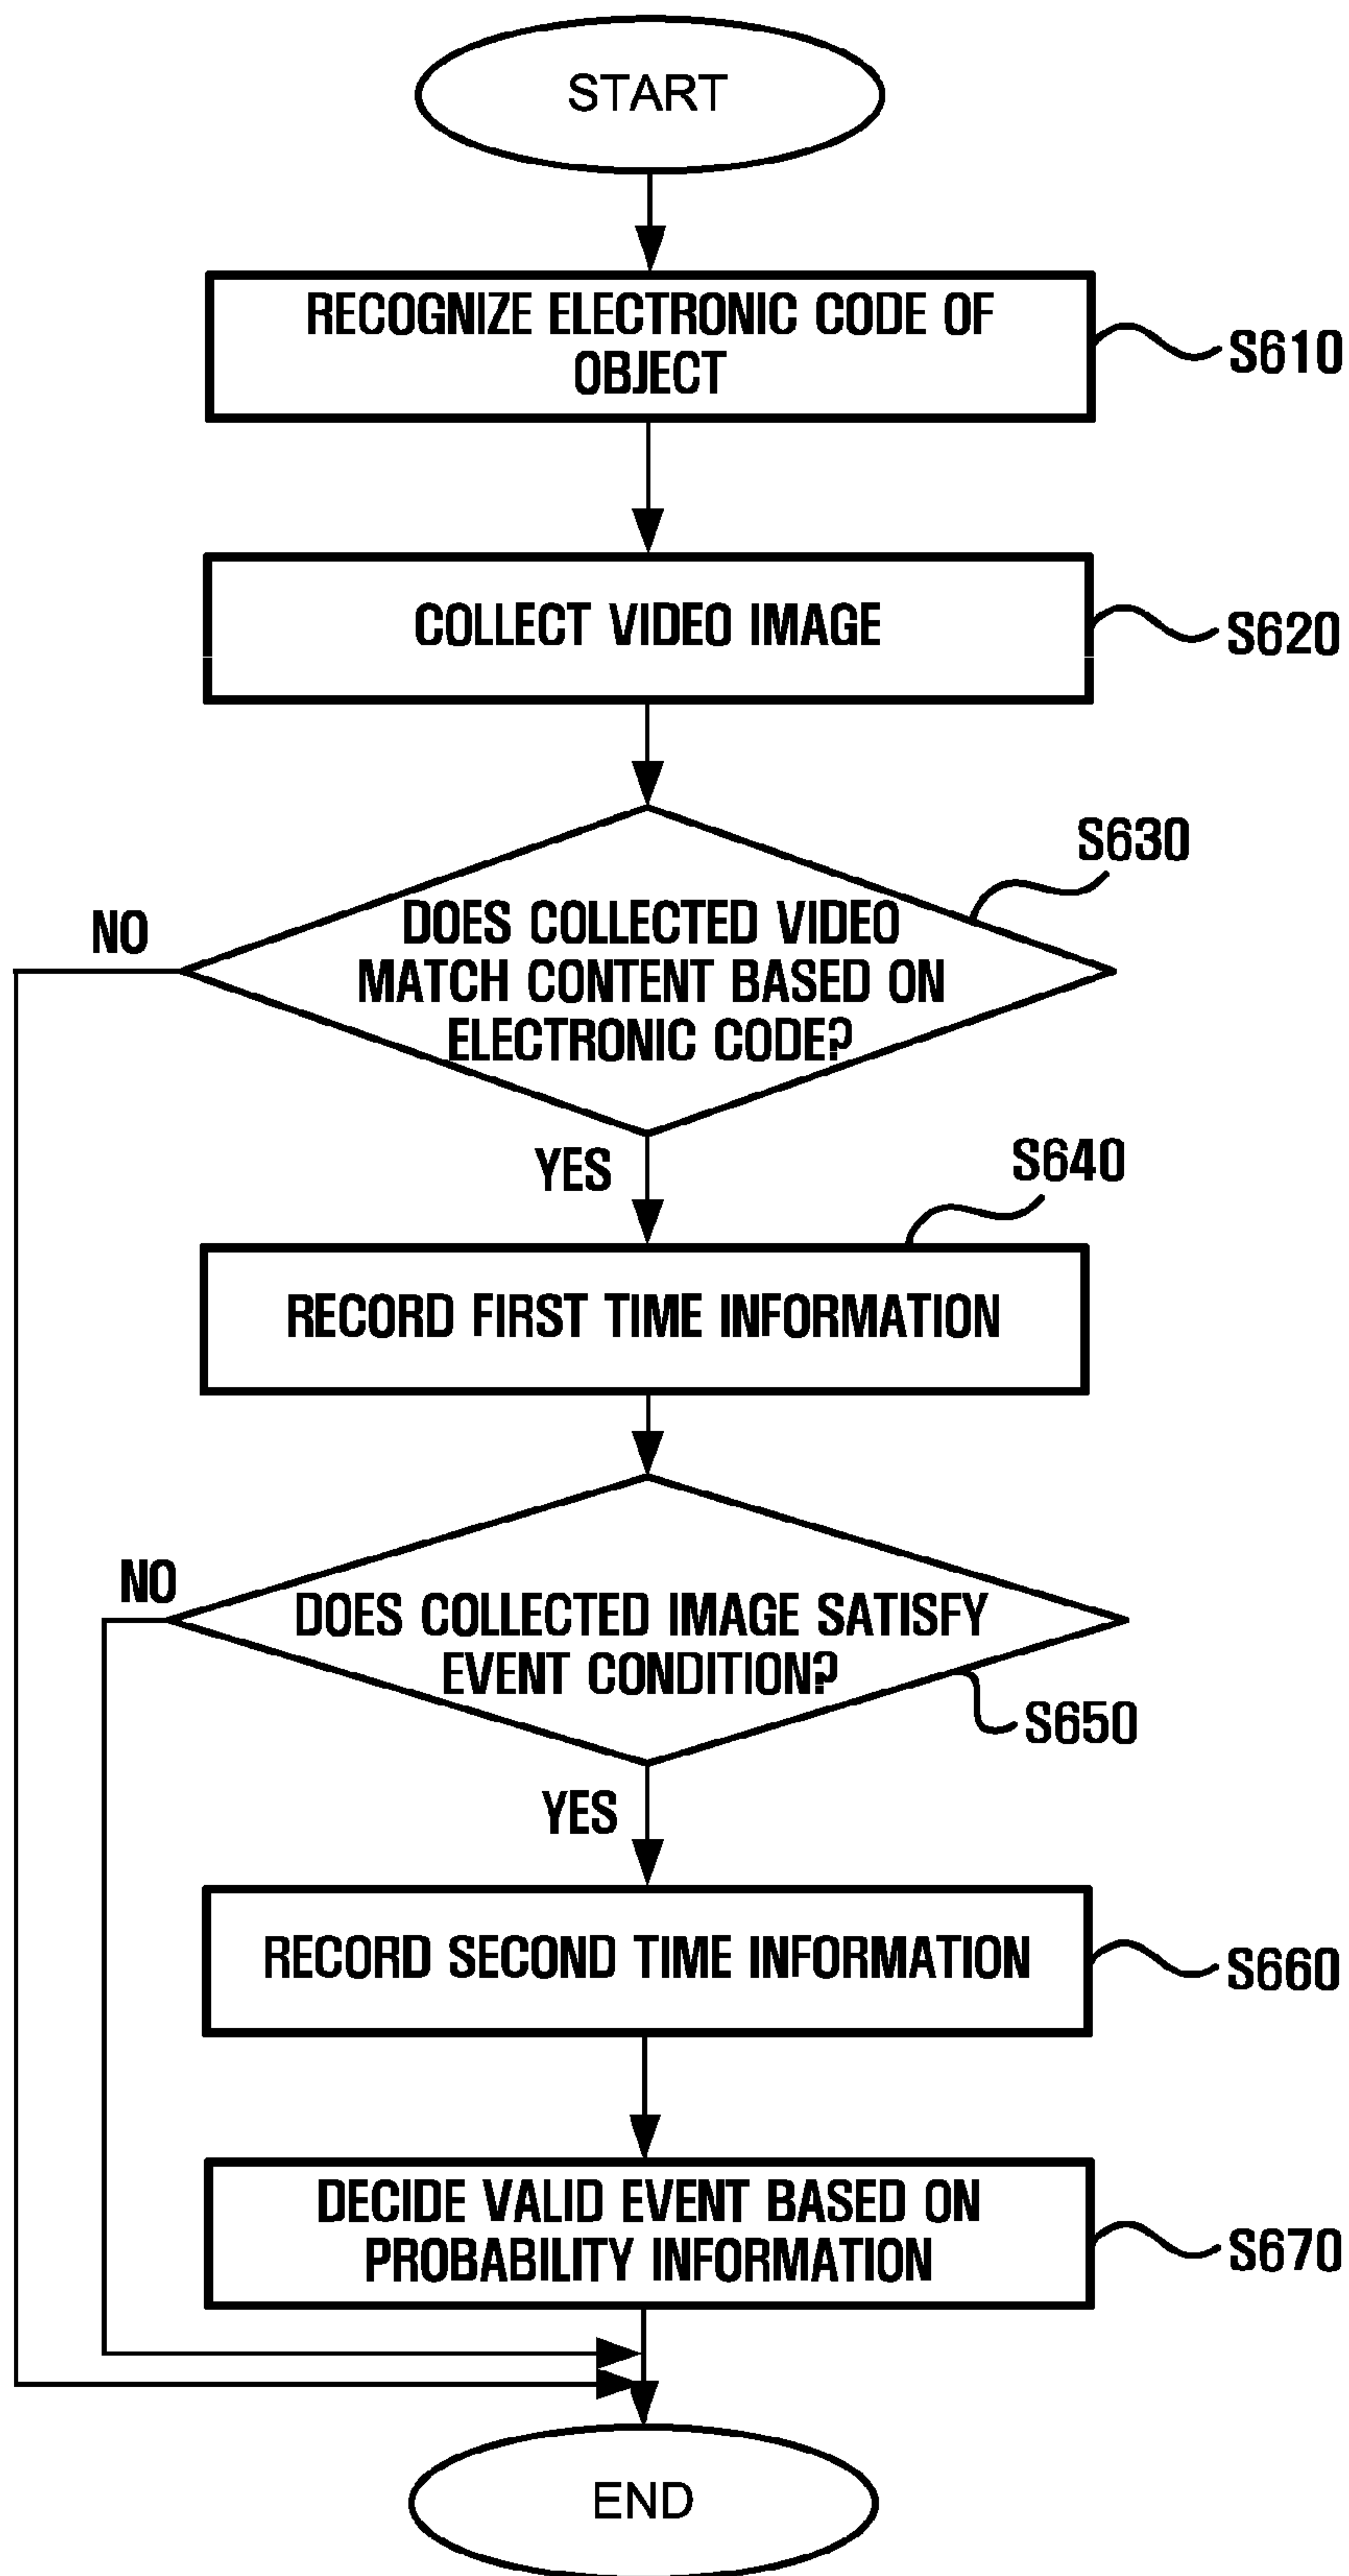 START
RECOGNIZE ELECTRONIC CODE OF
OBJECT
S610
COLLECT VIDEO IMAGE
S620
S630
NO
DOES COLLECTED VIDEO
MATCH CONTENT BASED ON
ELECTRONIC CODE?
YES
S640
RECORD FIRST TIME INFORMATION
NO
DOES COLLECTED IMAGE SATISFY
EVENT CONDITION?
S650
YES
RECORD SECOND TIME INFORMATION
S660
DECIDE VALID EVENT BASED ON
PROBABILITY INFORMATION
S670
END